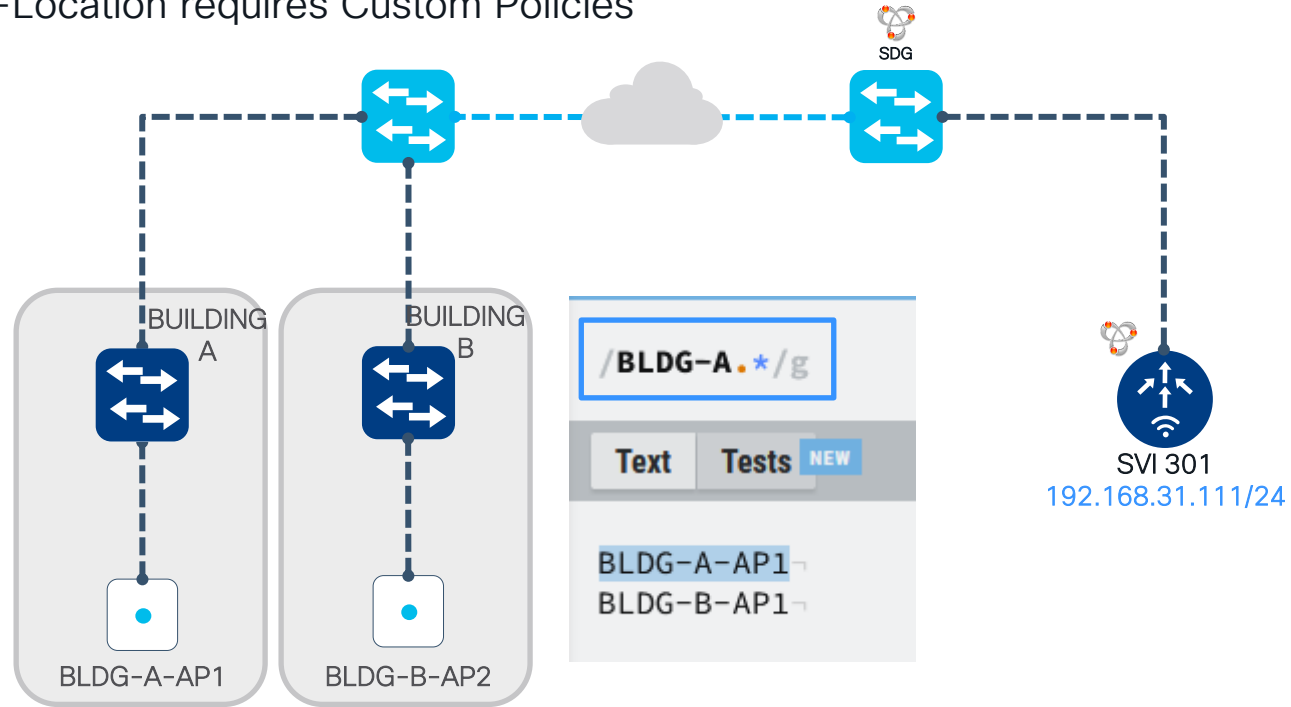 -Location requires Custom Policies
SDG
BUILDING
A
BUILDING
B
/BLDG-A.*/g
Text Tests NEW
BLDG-A-AP1¬
BLDG-B-AP1¬
SVI 301
192.168.31.111/24
BLDG-A-AP1
BLDG-B-AP2